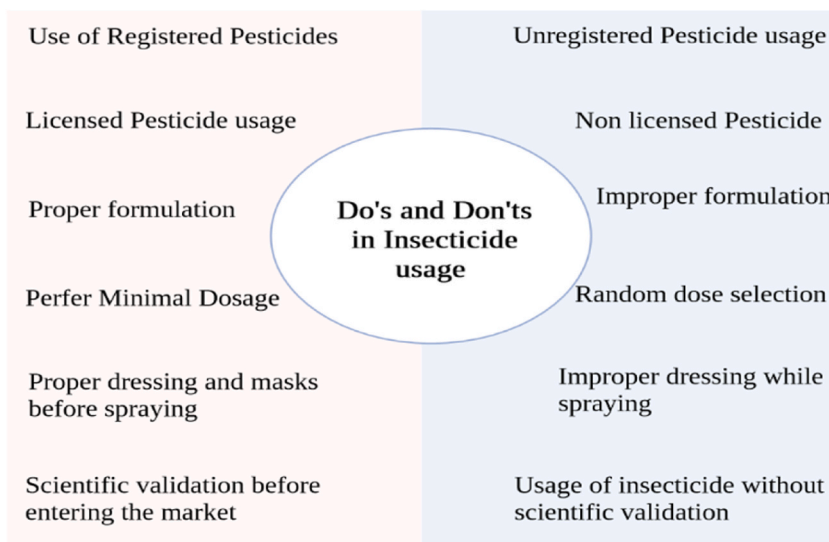 Use of Registered Pesticides
Licensed Pesticide usage
Proper formulation
Perfer Minimal Dosage
Proper dressing and masks
before spraying
Scientific validation before
entering the market
Do's and Don'ts
in Insecticide
usage
Unregistered Pesticide usage
Non licensed Pesticide
Improper formulation
Random dose selection
Improper dressing while
spraying
Usage of insecticide without
scientific validation